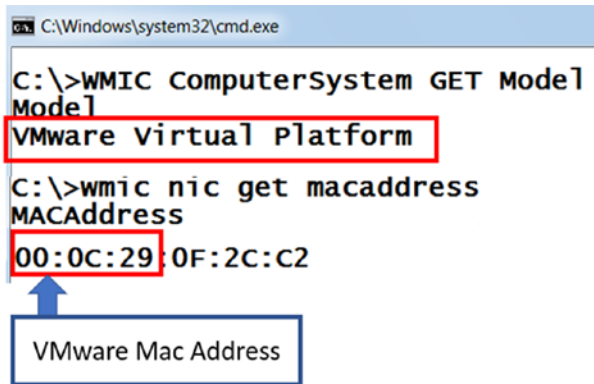 C:\Windows\system32\cmd.exe
C:\>WMIC ComputerSystem GET Model
Model
VMware Virtual Platform
C:\>wmic nic get macaddress
MACAddress
00:0C:29:0F:2C:C2
VMware Mac Address